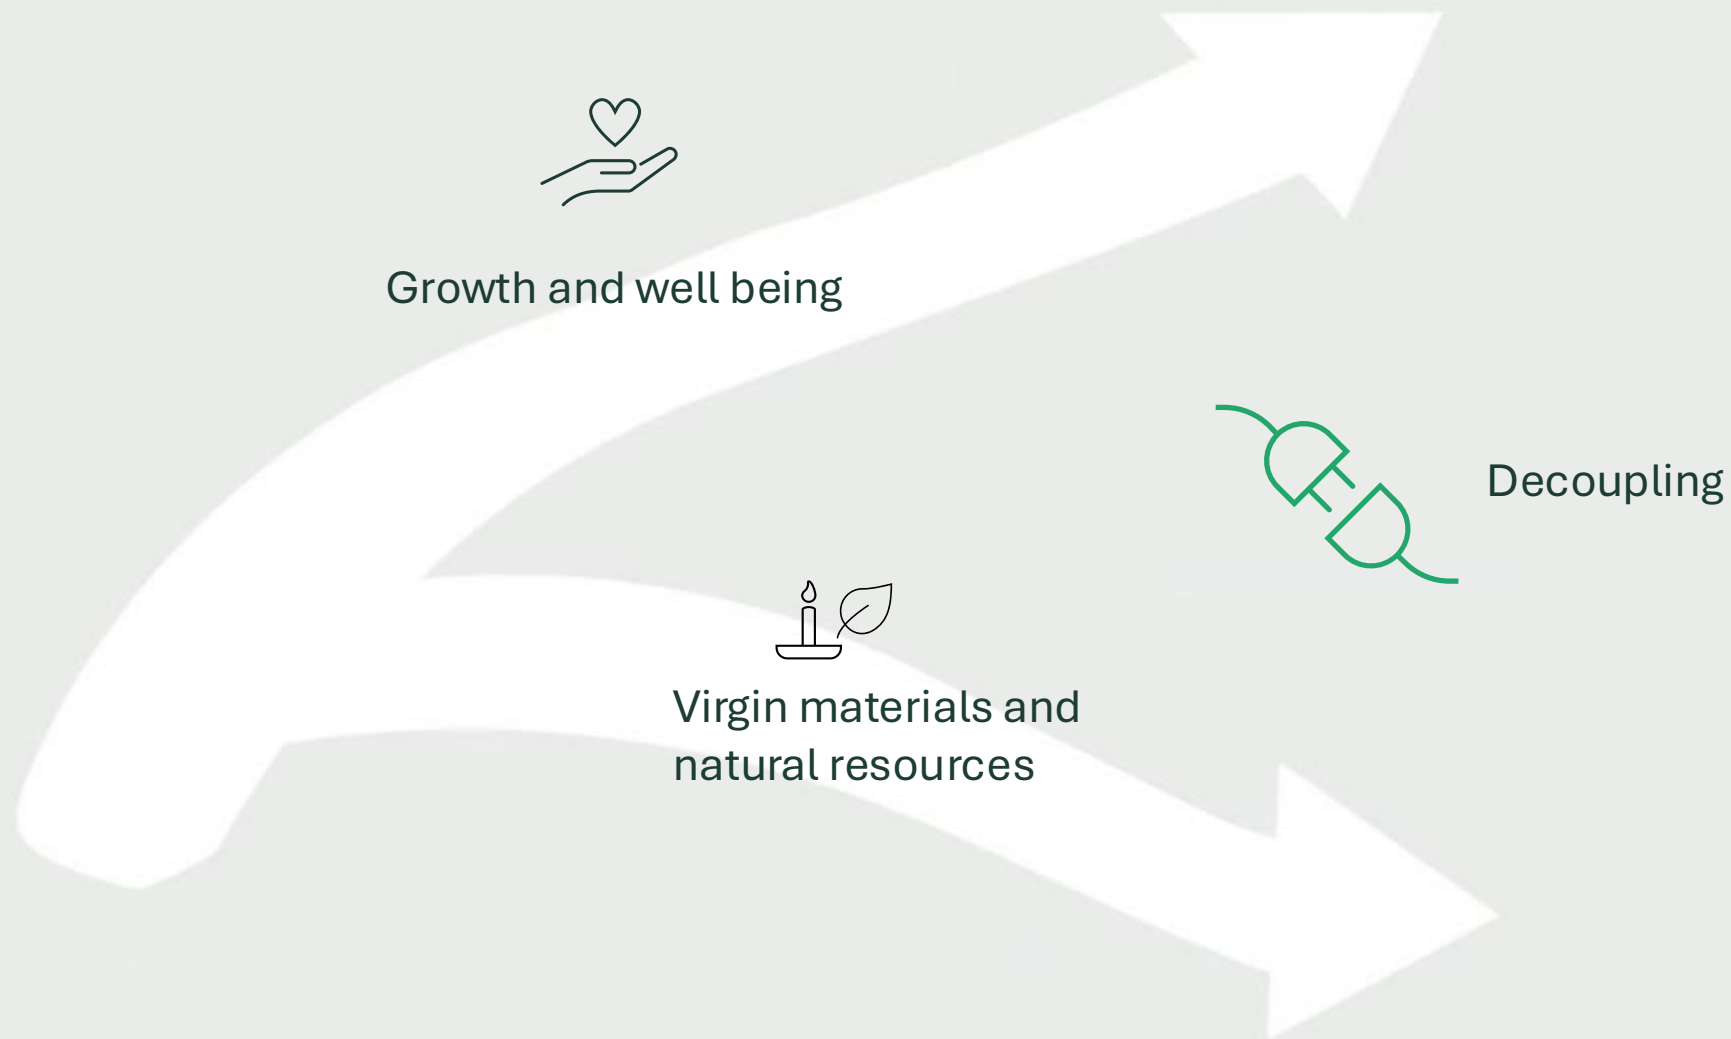 Growth and well being
Decoupling
Virgin materials and
natural resources